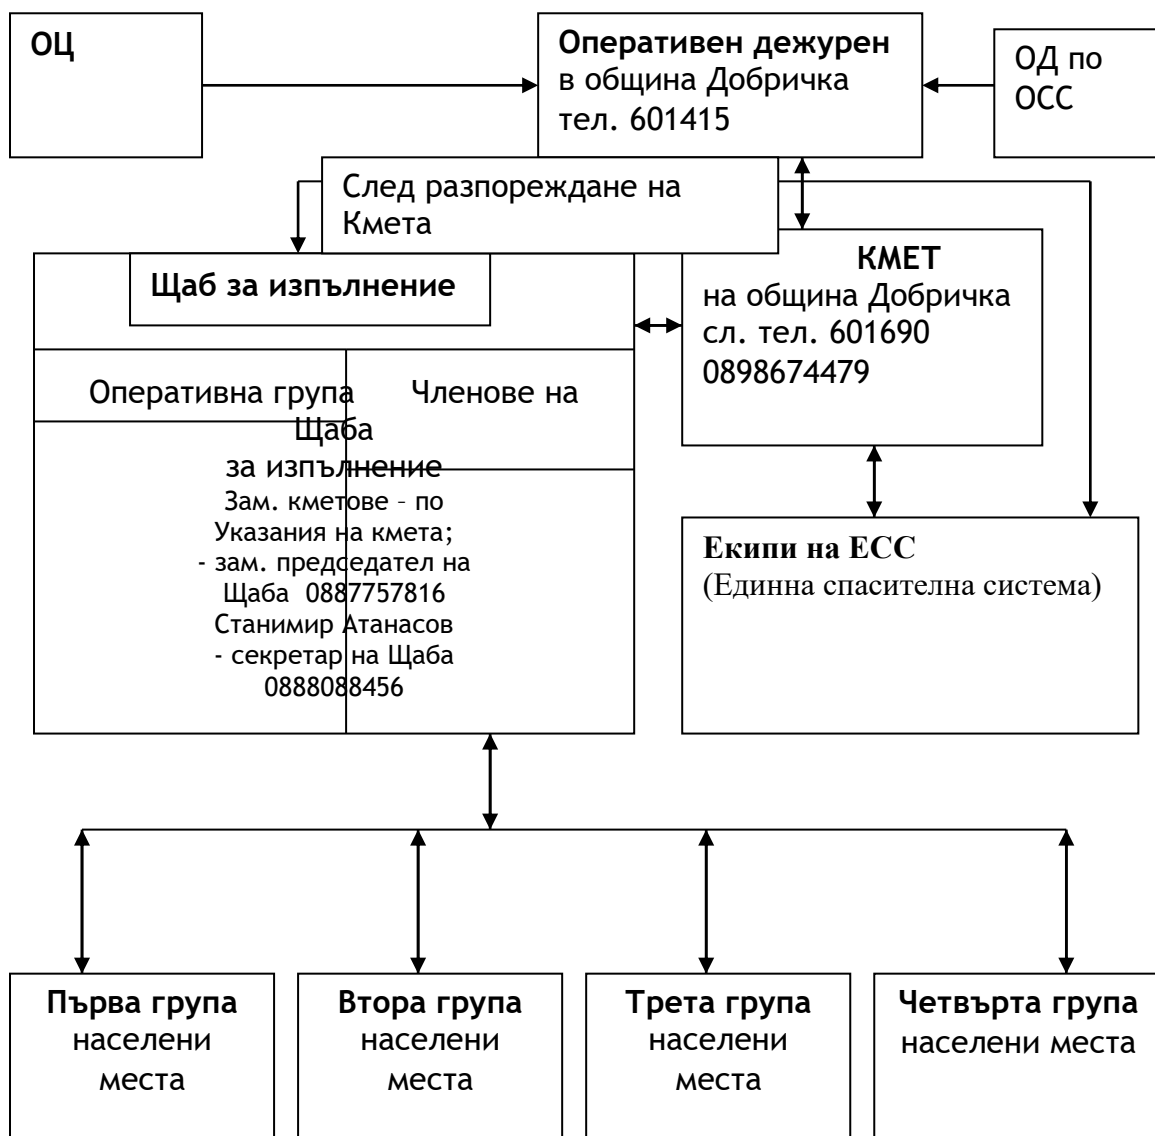 ОЦ
Оперативен дежурен
в община Добричка
тел. 601415
ОД по
ОСС
След разпореждане на
Кмета
КМЕТ
на община Добричка
сл. тел. 601690
0898674479
Щаб за изпълнение
Оперативна група Членове на
Щаба
за изпълнение
Зам. кметове – по
Указания на кмета;
- зам. председател на
Щаба 0887757816
Станимир Атанасов
- секретар на Щаба
0888088456
Екипи на ЕСС
(Единна спасителна система)
Първа група
населени
места
Втора група
населени
места
Трета група
населени
места
Четвърта група
населени места